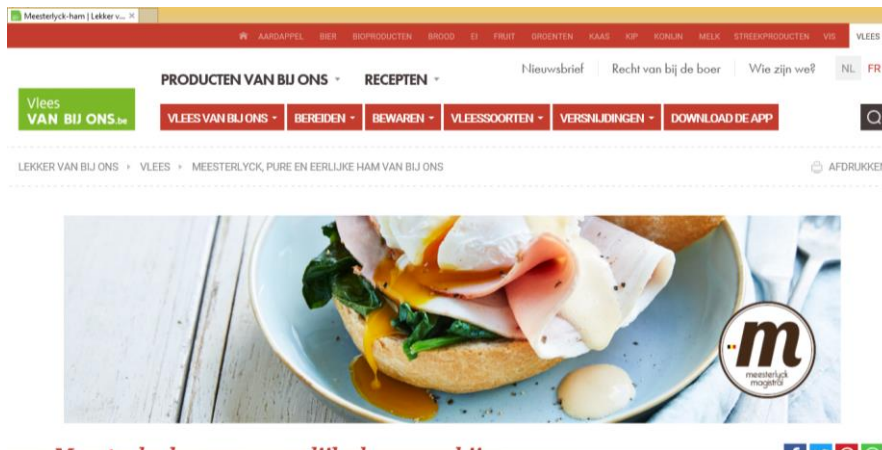 Meesterlyck-ham | Lekker v...
AARDAPPEL BIER BIOPRODUCTEN BROOD EI FRUIT GROENTEN KAAS KIP KONIJN MELK STREEKPRODUCTEN VIS VLEES
Nieuwsbrief Recht van bij de boer Wie zijn we? NL FR
PRODUCTEN VAN BIJ ONS RECEPTEN
Vlees
VAN BIJ ONS.be
VLEES VAN BIJ ONS BEREIDEN BEWAREN VLEESSOORTEN VERSNIJDINGEN DOWNLOAD DE APP
LEKKER VAN BIJ ONS VLEES MEESTERLYCK, PURE EN EERLIJKE HAM VAN BIJ ONS AFDRUKKEN
m
meesterlyck
magistral